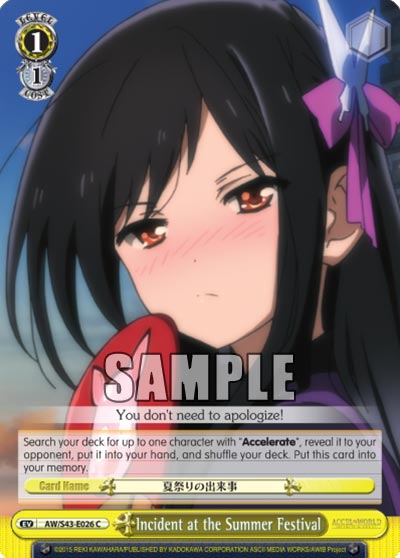 LEVEL
1
1
COST
SAMPLE
You don't need to apologize!
Search your deck for up to one character with "Accelerate", reveal it to your
opponent, put it into your hand, and shuffle your deck. Put this card into
your memory.
Card Name 夏祭りの出来事
EV AW/S43-E026 C Incident at the Summer Festival ACCEL WORLD
©2015 REKI KAWAHARA/PUBLISHED BY KADOKAWA CORPORATION ASCII MEDIA WORKS/AWIB Project